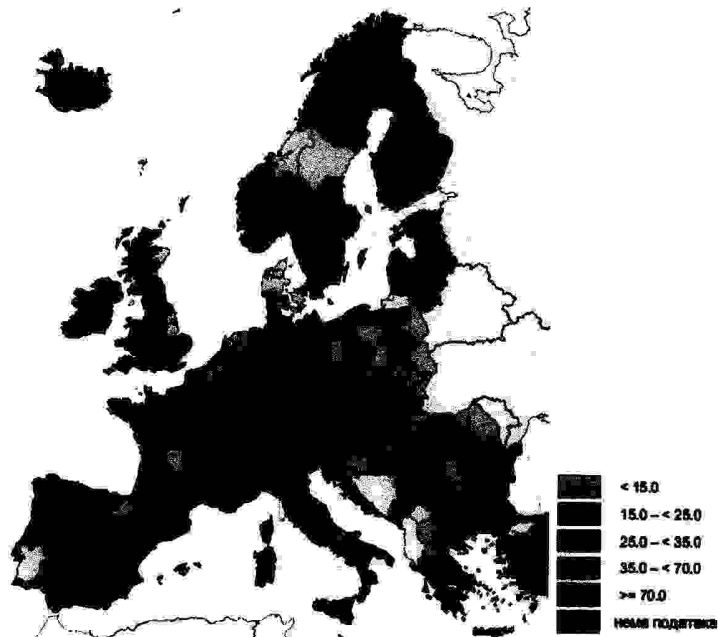 < 15.0
15.0 – < 25.0
25.0 – < 35.0
35.0 – < 70.0
>= 70.0
нема података